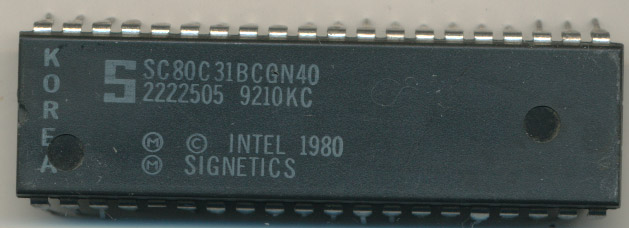 KOREA
S
SC80C31BCGN40
2222505 9210KC
Ⓜ © INTEL 1980
Ⓜ SIGNETICS